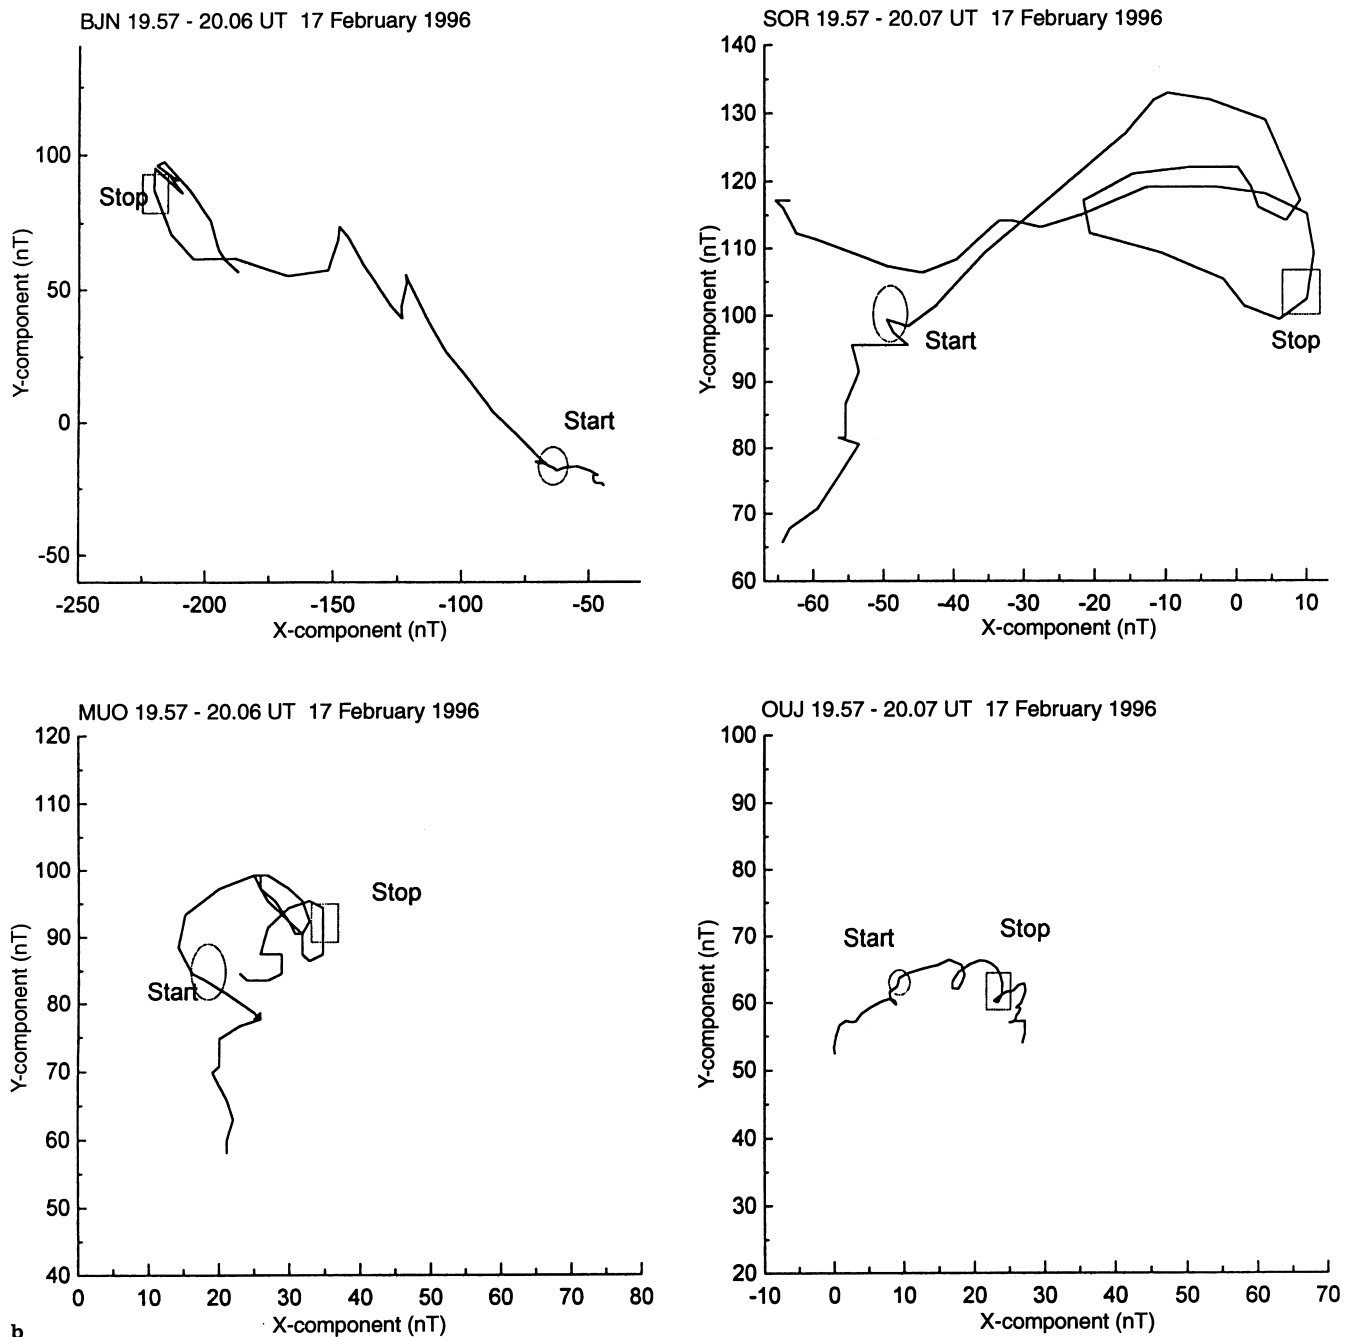 BJN 19.57 - 20.06 UT 17 February 1996
100
50
0
-50
Y-component (nT)
Stop
Start
-250 -200 -150 -100 -50
X-component (nT)
SOR 19.57 - 20.07 UT 17 February 1996
140
130
120
110
100
90
80
70
60
Y-component (nT)
Start
Stop
-60 -50 -40 -30 -20 -10 0 10
X-component (nT)
MUO 19.57 - 20.06 UT 17 February 1996
120
110
100
90
80
70
60
50
40
Y-component (nT)
Stop
Start
0 10 20 30 40 50 60 70 80
X-component (nT)
OUJ 19.57 - 20.07 UT 17 February 1996
100
90
80
70
60
50
40
30
20
Y-component (nT)
Start
Stop
-10 0 10 20 30 40 50 60 70
X-component (nT)
b